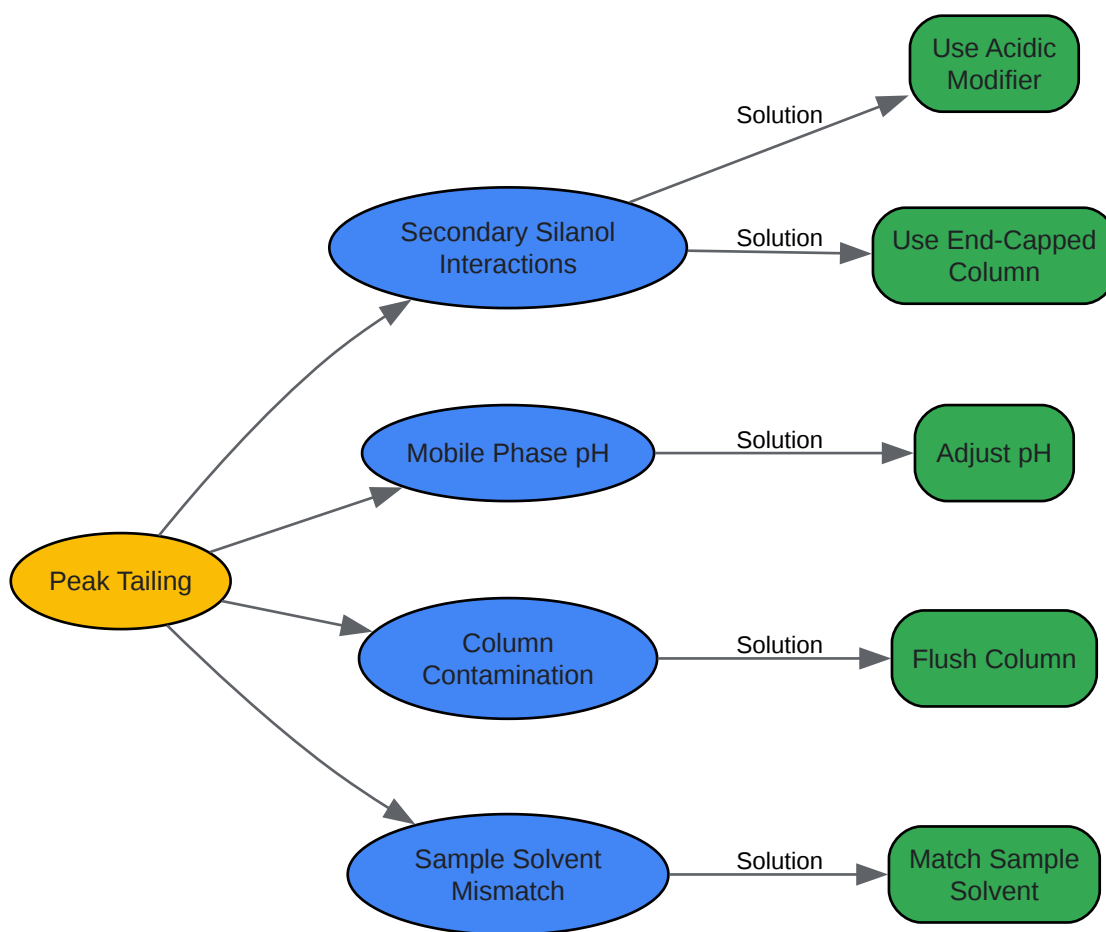 Use Acidic
Modifier
Solution
Secondary Silanol
Interactions
Solution
Use End-Capped
Column
Mobile Phase pH
Solution
Adjust pH
Peak Tailing
Column
Contamination
Solution
Flush Column
Sample Solvent
Mismatch
Solution
Match Sample
Solvent